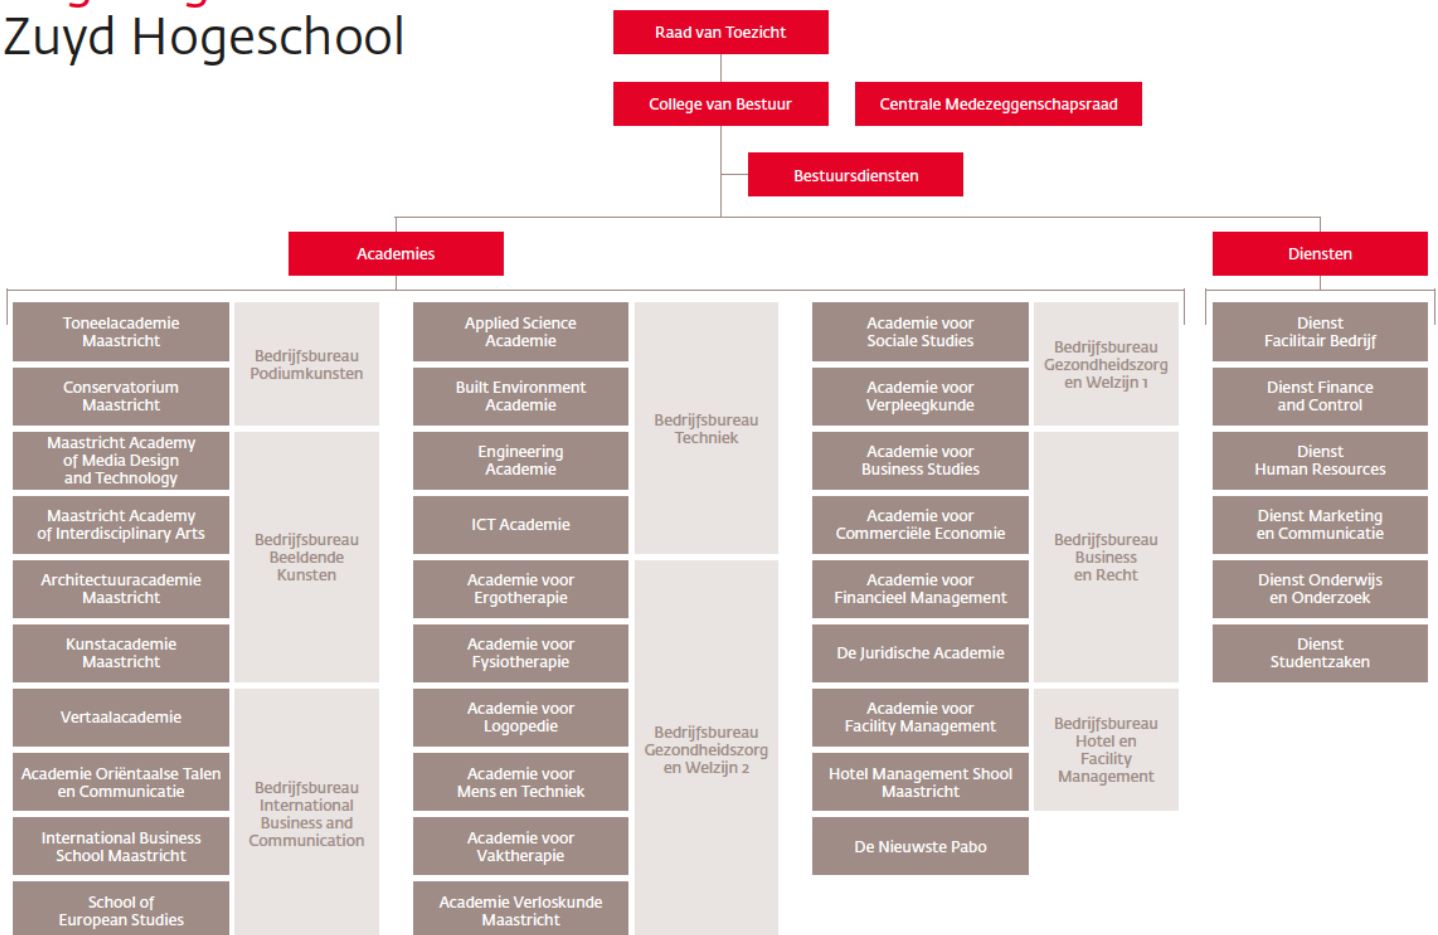 Zuyd Hogeschool
Raad van Toezicht
College van Bestuur
Centrale Medezeggenschapsraad
Bestuursdiensten
Academies
Diensten
Toneelacademie
Maastricht
Conservatorium
Maastricht
Bedrijfsbureau
Podiumkunsten
Maastricht Academy
of Media Design
and Technology
Maastricht Academy
of Interdisciplinary Arts
Architectuuracademie
Maastricht
Kunstacademie
Maastricht
Bedrijfsbureau
Beeldende
Kunsten
Vertaalacademie
Academie Oriëntaalse Talen
en Communicatie
International Business
School Maastricht
School of
European Studies
Bedrijfsbureau
International
Business and
Communication
Applied Science
Academie
Built Environment
Academie
Engineering
Academie
ICT Academie
Bedrijfsbureau
Techniek
Academie voor
Ergotherapie
Academie voor
Fysiotherapie
Academie voor
Logopedie
Academie voor
Mens en Techniek
Academie voor
Vaktherapie
Academie Verloskunde
Maastricht
Bedrijfsbureau
Gezondheidszorg
en Welzijn 2
Academie voor
Sociale Studies
Academie voor
Verpleegkunde
Bedrijfsbureau
Gezondheidszorg
en Welzijn 1
Academie voor
Business Studies
Academie voor
Commerciële Economie
Academie voor
Financieel Management
De Juridische Academie
Bedrijfsbureau
Business
en Recht
Academie voor
Facility Management
Hotel Management Shool
Maastricht
Bedrijfsbureau
Hotel en
Facility
Management
De Nieuwste Pabo
Dienst
Facilitair Bedrijf
Dienst Finance
and Control
Dienst
Human Resources
Dienst Marketing
en Communicatie
Dienst Onderwijs
en Onderzoek
Dienst
Studentzaken